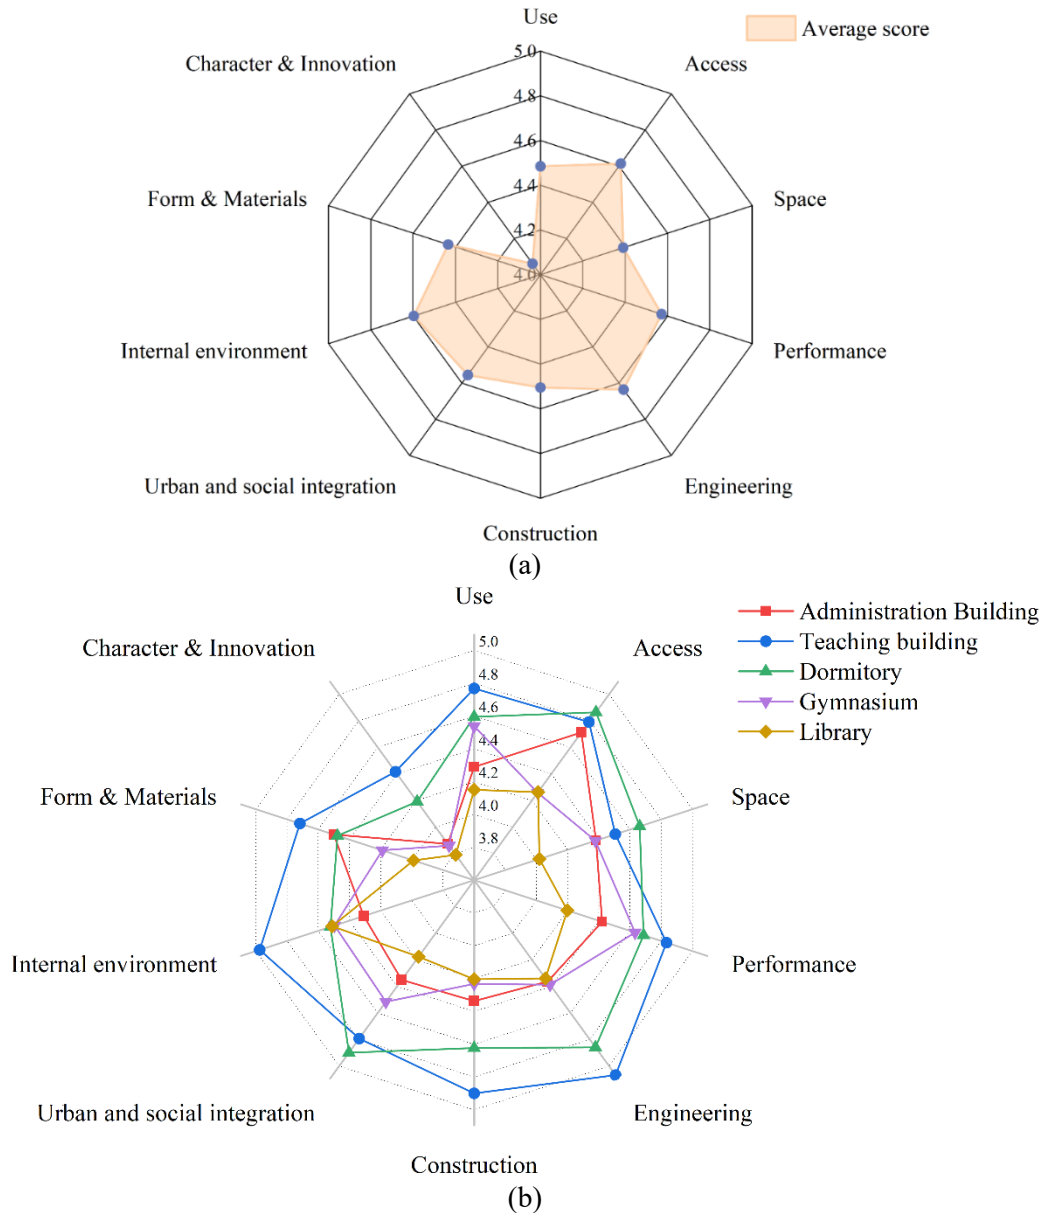 Use
Average score
5.0
Character & Innovation
Access
4.8
4.6
4.4
Form & Materials
Space
4.2
4.0
Internal environment
Performance
Urban and social integration
Engineering
Construction
(a)
Use
Administration Building
Teaching building
Dormitory
Gymnasium
Library
5.0
Character & Innovation
Access
4.8
4.6
4.4
4.2
Form & Materials
Space
4.0
3.8
Internal environment
Performance
Urban and social integration
Engineering
Construction
(b)